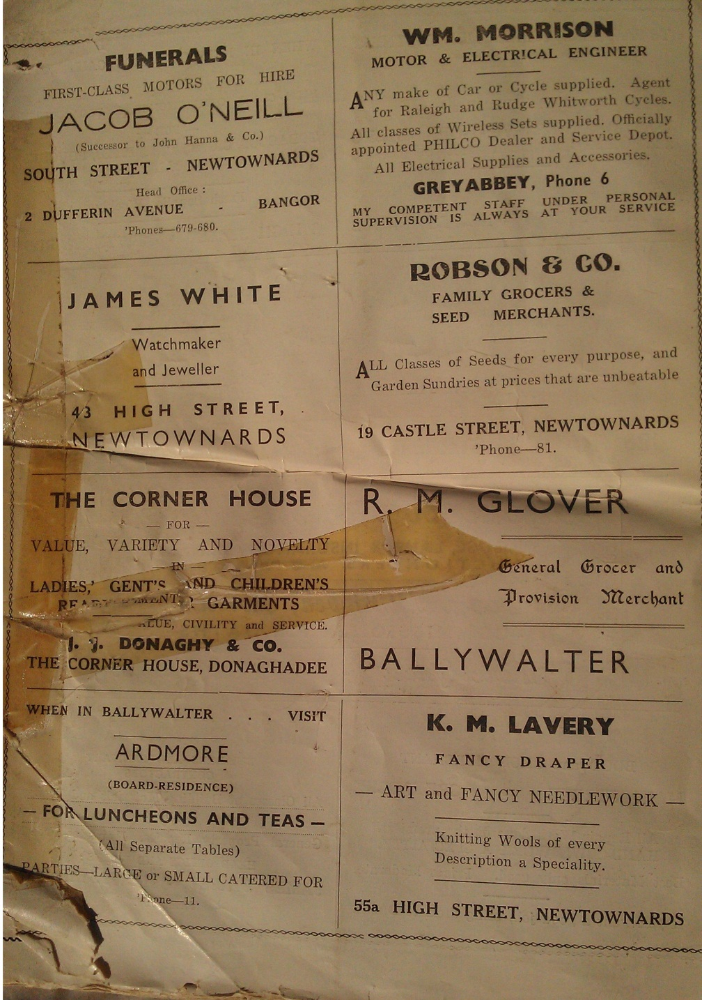 FUNERALS
FIRST-CLASS MOTORS FOR HIRE
JACOB O'NEILL
(Successor to John Hanna & Co.)
SOUTH STREET - NEWTOWNARDS
Head Office :
2 DUFFERIN AVENUE - BANGOR
'Phones—679-680.
WM. MORRISON
MOTOR & ELECTRICAL ENGINEER
ANY make of Car or Cycle supplied. Agent
for Raleigh and Rudge Whitworth Cycles.
All classes of Wireless Sets supplied. Officially
appointed PHILCO Dealer and Service Depot.
All Electrical Supplies and Accessories.
GREYABBEY, Phone 6
MY COMPETENT STAFF UNDER PERSONAL
SUPERVISION IS ALWAYS AT YOUR SERVICE
JAMES WHITE
Watchmaker
and Jeweller
43 HIGH STREET,
NEWTOWNARDS
ROBSON & CO.
FAMILY GROCERS &
SEED MERCHANTS.
ALL Classes of Seeds for every purpose, and
Garden Sundries at prices that are unbeatable
19 CASTLE STREET, NEWTOWNARDS
'Phone—81.
THE CORNER HOUSE
— FOR —
VALUE, VARIETY AND NOVELTY
— IN —
LADIES,' GENT'S AND CHILDREN'S
GARMENTS
VALUE, CIVILITY and SERVICE.
J. J. DONAGHY & CO.
THE CORNER HOUSE, DONAGHADEE
R. M. GLOVER
General Grocer and
Provision Merchant
BALLYWALTER
WHEN IN BALLYWALTER . . . VISIT
ARDMORE
(BOARD-RESIDENCE)
— FOR LUNCHEONS AND TEAS —
(All Separate Tables)
PARTIES—LARGE or SMALL CATERED FOR
'Phone—11.
K. M. LAVERY
FANCY DRAPER
— ART and FANCY NEEDLEWORK —
Knitting Wools of every
Description a Speciality.
55a HIGH STREET, NEWTOWNARDS